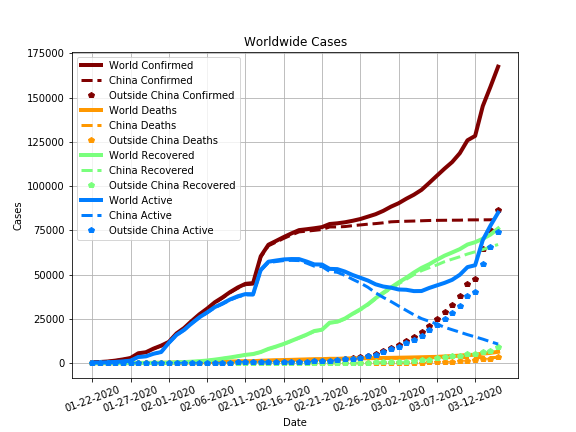 Worldwide Cases
175000
150000
125000
100000
75000
50000
25000
0
Cases
World Confirmed
China Confirmed
Outside China Confirmed
World Deaths
China Deaths
Outside China Deaths
World Recovered
China Recovered
Outside China Recovered
World Active
China Active
Outside China Active
01-22-2020
01-27-2020
02-01-2020
02-06-2020
02-11-2020
02-16-2020
02-21-2020
02-26-2020
03-02-2020
03-07-2020
03-12-2020
Date